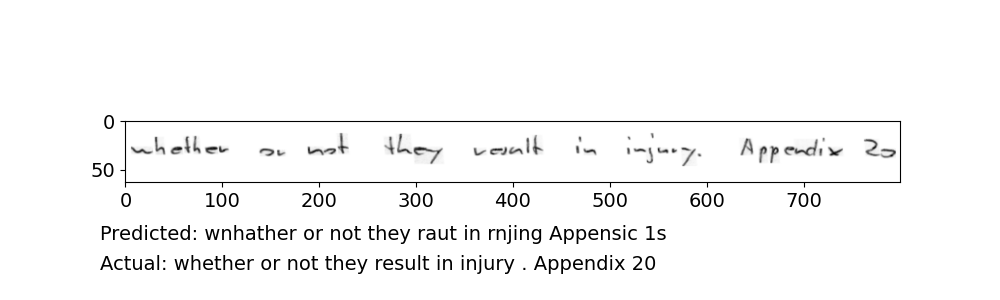 0
whether or not they result in injury. Appendix 20
50
0 100 200 300 400 500 600 700
Predicted: wnhather or not they raut in rnjing Appensic 1s
Actual: whether or not they result in injury . Appendix 20